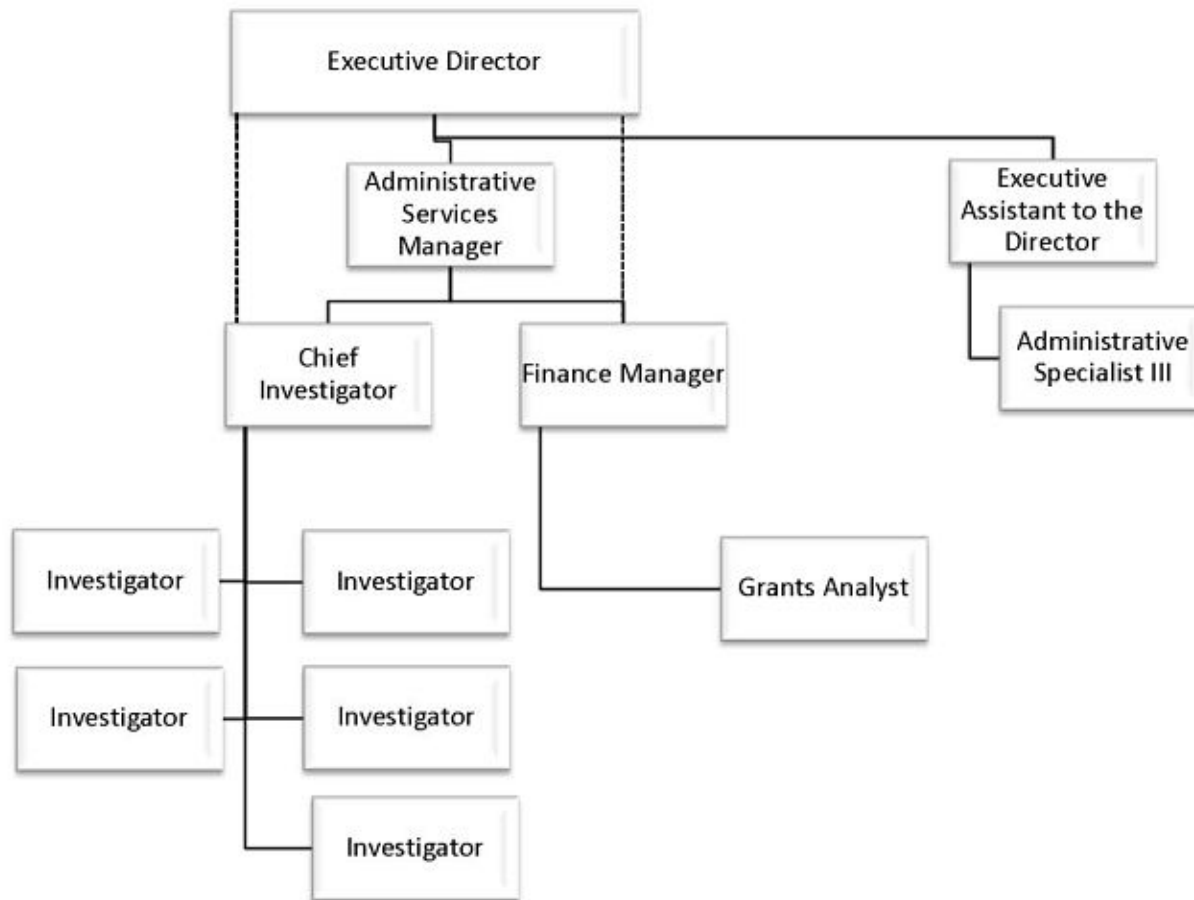 Executive Director
Administrative
Services
Manager
Executive
Assistant to the
Director
Chief
Investigator
Finance Manager
Administrative
Specialist III
Investigator
Investigator
Grants Analyst
Investigator
Investigator
Investigator